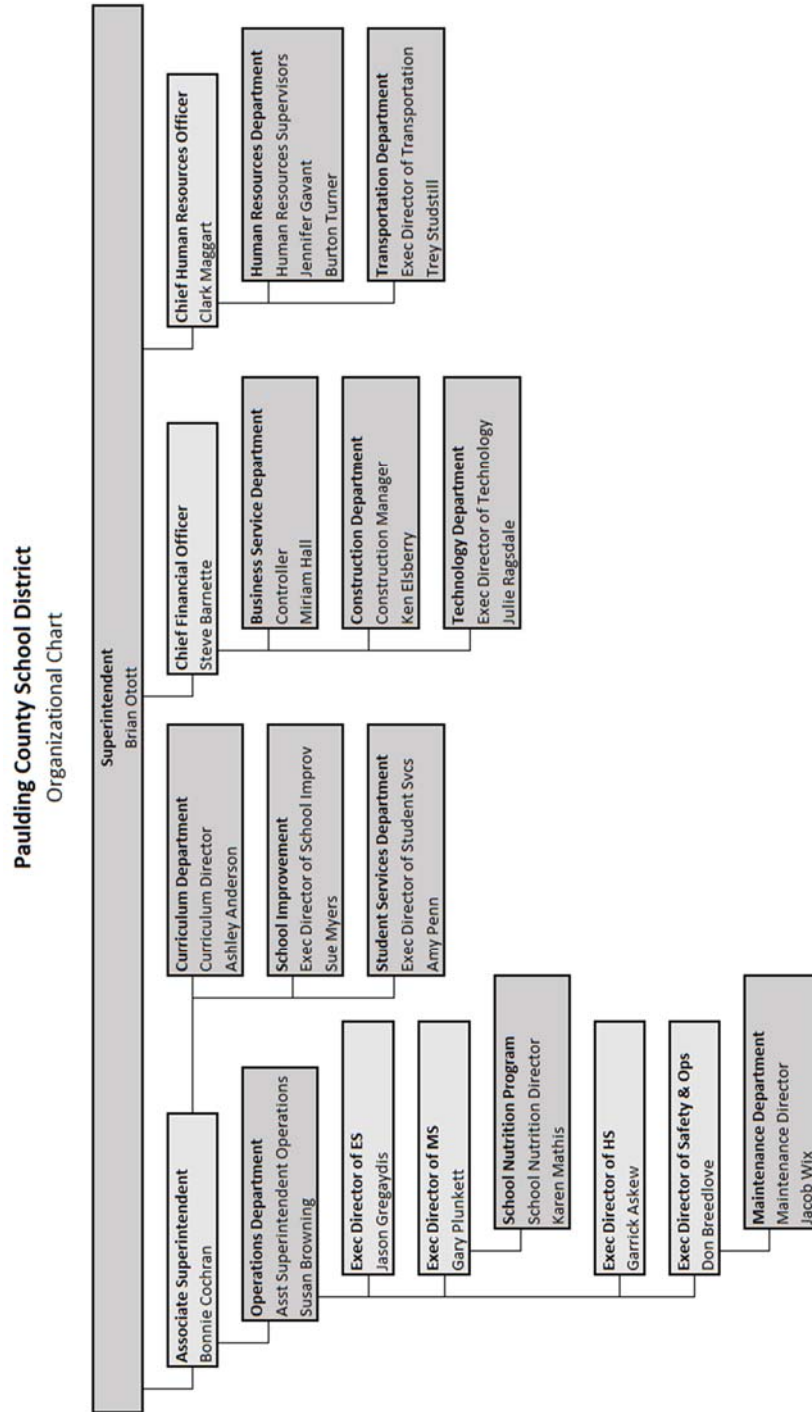 Paulding County School District
Organizational Chart
Superintendent
Brian Otott
Associate Superintendent
Bonnie Cochran
Operations Department
Asst Superintendent Operations
Susan Browning
Exec Director of ES
Jason Gregaydis
Exec Director of MS
Gary Plunkett
School Nutrition Program
School Nutrition Director
Karen Mathis
Exec Director of HS
Garrick Askew
Exec Director of Safety & Ops
Don Breedlove
Maintenance Department
Maintenance Director
Jacob Wix
Curriculum Department
Curriculum Director
Ashley Anderson
School Improvement
Exec Director of School Improv
Sue Myers
Student Services Department
Exec Director of Student Svcs
Amy Penn
Chief Financial Officer
Steve Barnette
Business Service Department
Controller
Miriam Hall
Construction Department
Construction Manager
Ken Elsberry
Technology Department
Exec Director of Technology
Julie Ragsdale
Chief Human Resources Officer
Clark Maggart
Human Resources Department
Human Resources Supervisors
Jennifer Gavant
Burton Turner
Transportation Department
Exec Director of Transportation
Trey Studstill